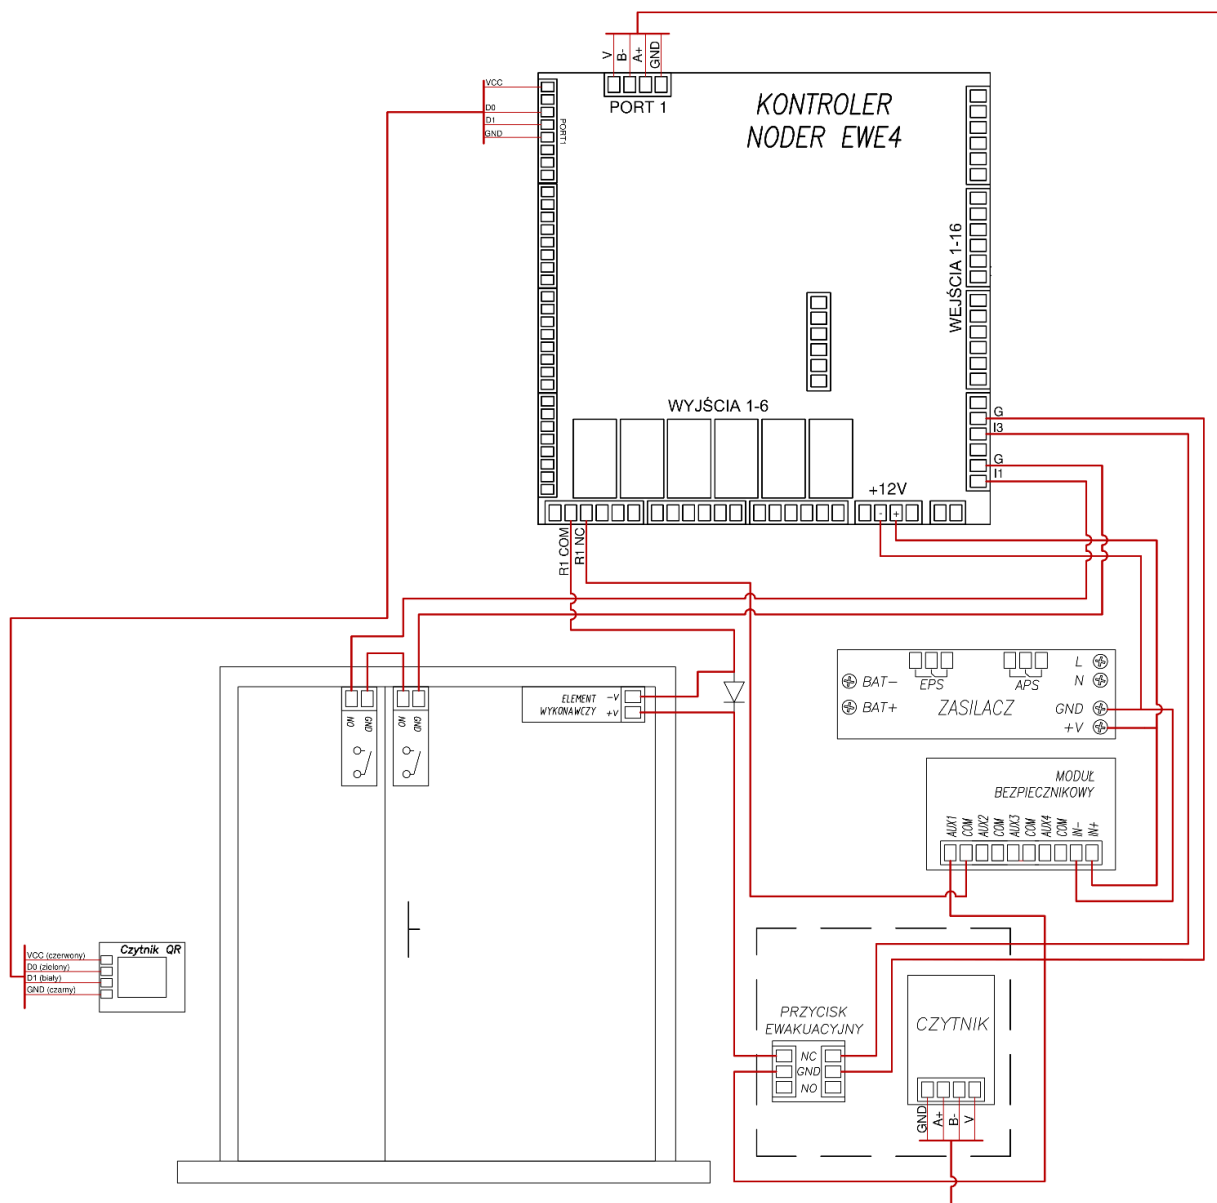 V
B-
A+
GND
PORT 1
KONTROLER
NODER EWE4
VCC
D0
D1
GND
PORT1
WEJŚCIA 1-16
WYJŚCIA 1-6
G
I3
G
I1
+12V
-
+
R1 COM
R1 NC
NO
GND
NO
GND
ELEMENT
WYKONAWCZY
-V
+V
BAT-
BAT+
EPS
APS
ZASILACZ
L
N
GND
+V
MODUŁ
BEZPIECZNIKOWY
AUX1
COM
AUX2
COM
AUX3
COM
AUX4
COM
IN-
IN+
Czytnik QR
VCC (czerwony)
D0 (zielony)
D1 (biały)
GND (czarny)
PRZYCISK
EWAKUACYJNY
NC
GND
NO
CZYTNIK
GND
A+
B-
V